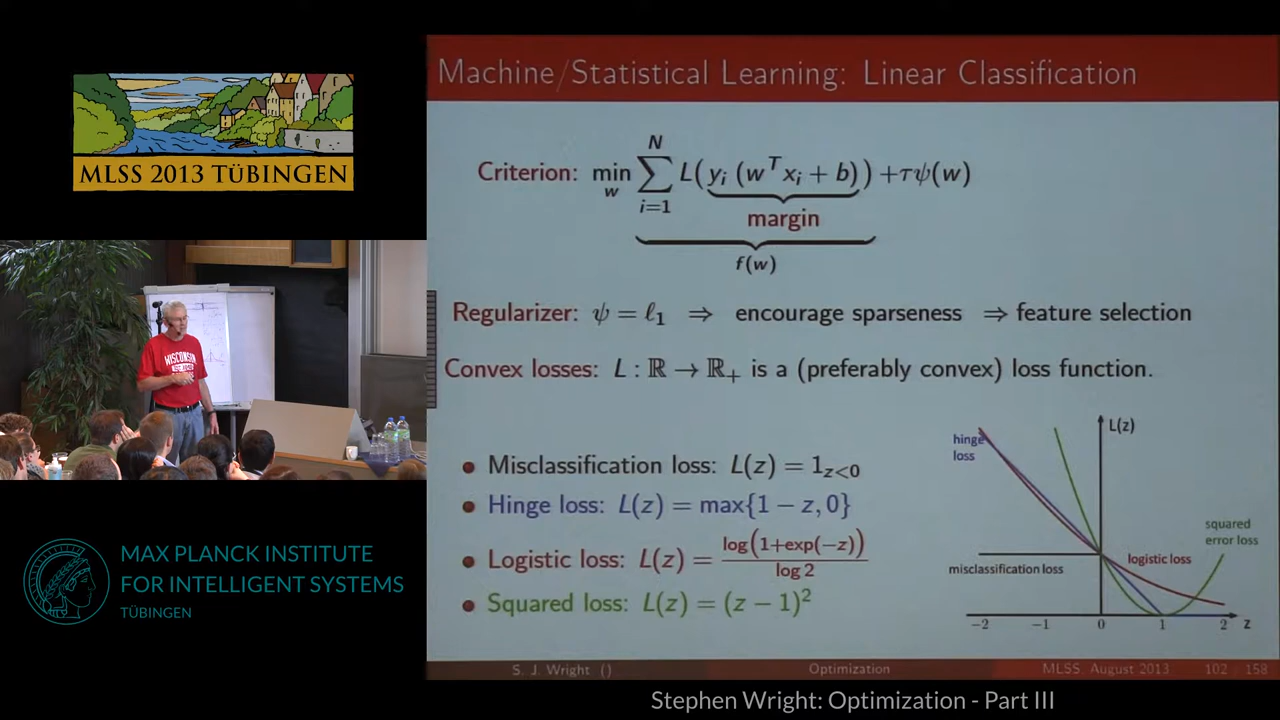 MLSS 2013 TÜBINGEN
WISCONSIN
MAX PLANCK INSTITUTE
FOR INTELLIGENT SYSTEMS
TÜBINGEN
Machine/Statistical Learning: Linear Classification
Criterion: min_w ∑_{i=1}^{N} L(y_i (w^T x_i + b)) + τψ(w)
margin
f(w)
Regularizer: ψ = ℓ_1 ⇒ encourage sparseness ⇒ feature selection
Convex losses: L : ℝ → ℝ_+ is a (preferably convex) loss function.
• Misclassification loss: L(z) = 1_{z<0}
• Hinge loss: L(z) = max{1 − z, 0}
• Logistic loss: L(z) = log(1+exp(−z)) / log 2
• Squared loss: L(z) = (z − 1)^2
L(z)
hinge
loss
squared
error loss
logistic loss
misclassification loss
−2 −1 0 1 2 z
S. J. Wright () Optimization MLSS, August 2013 102 / 158
Stephen Wright: Optimization - Part III